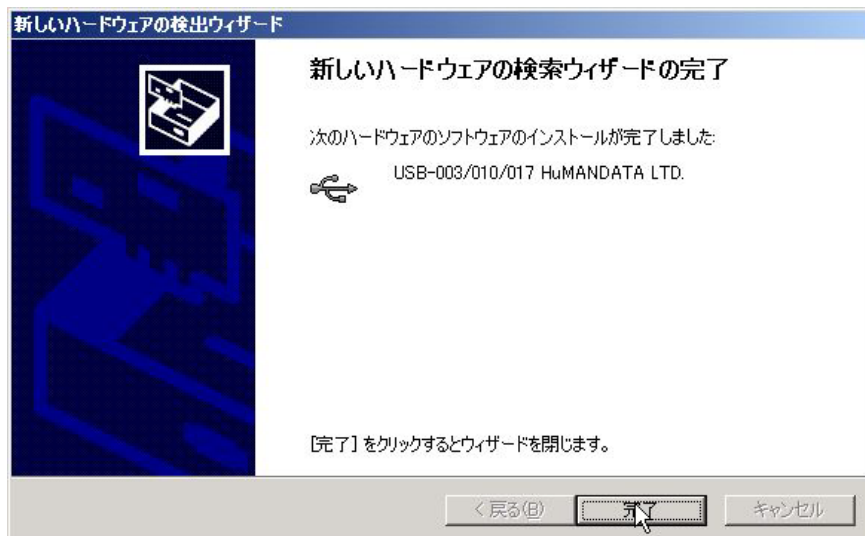 新しいハードウェアの検出ウィザード
新しいハードウェアの検索ウィザードの完了
次のハードウェアのソフトウェアのインストールが完了しました:
USB-003/010/017 HuMANDATA LTD.
[完了] をクリックするとウィザードを閉じます。
< 戻る(B)
完了
キャンセル